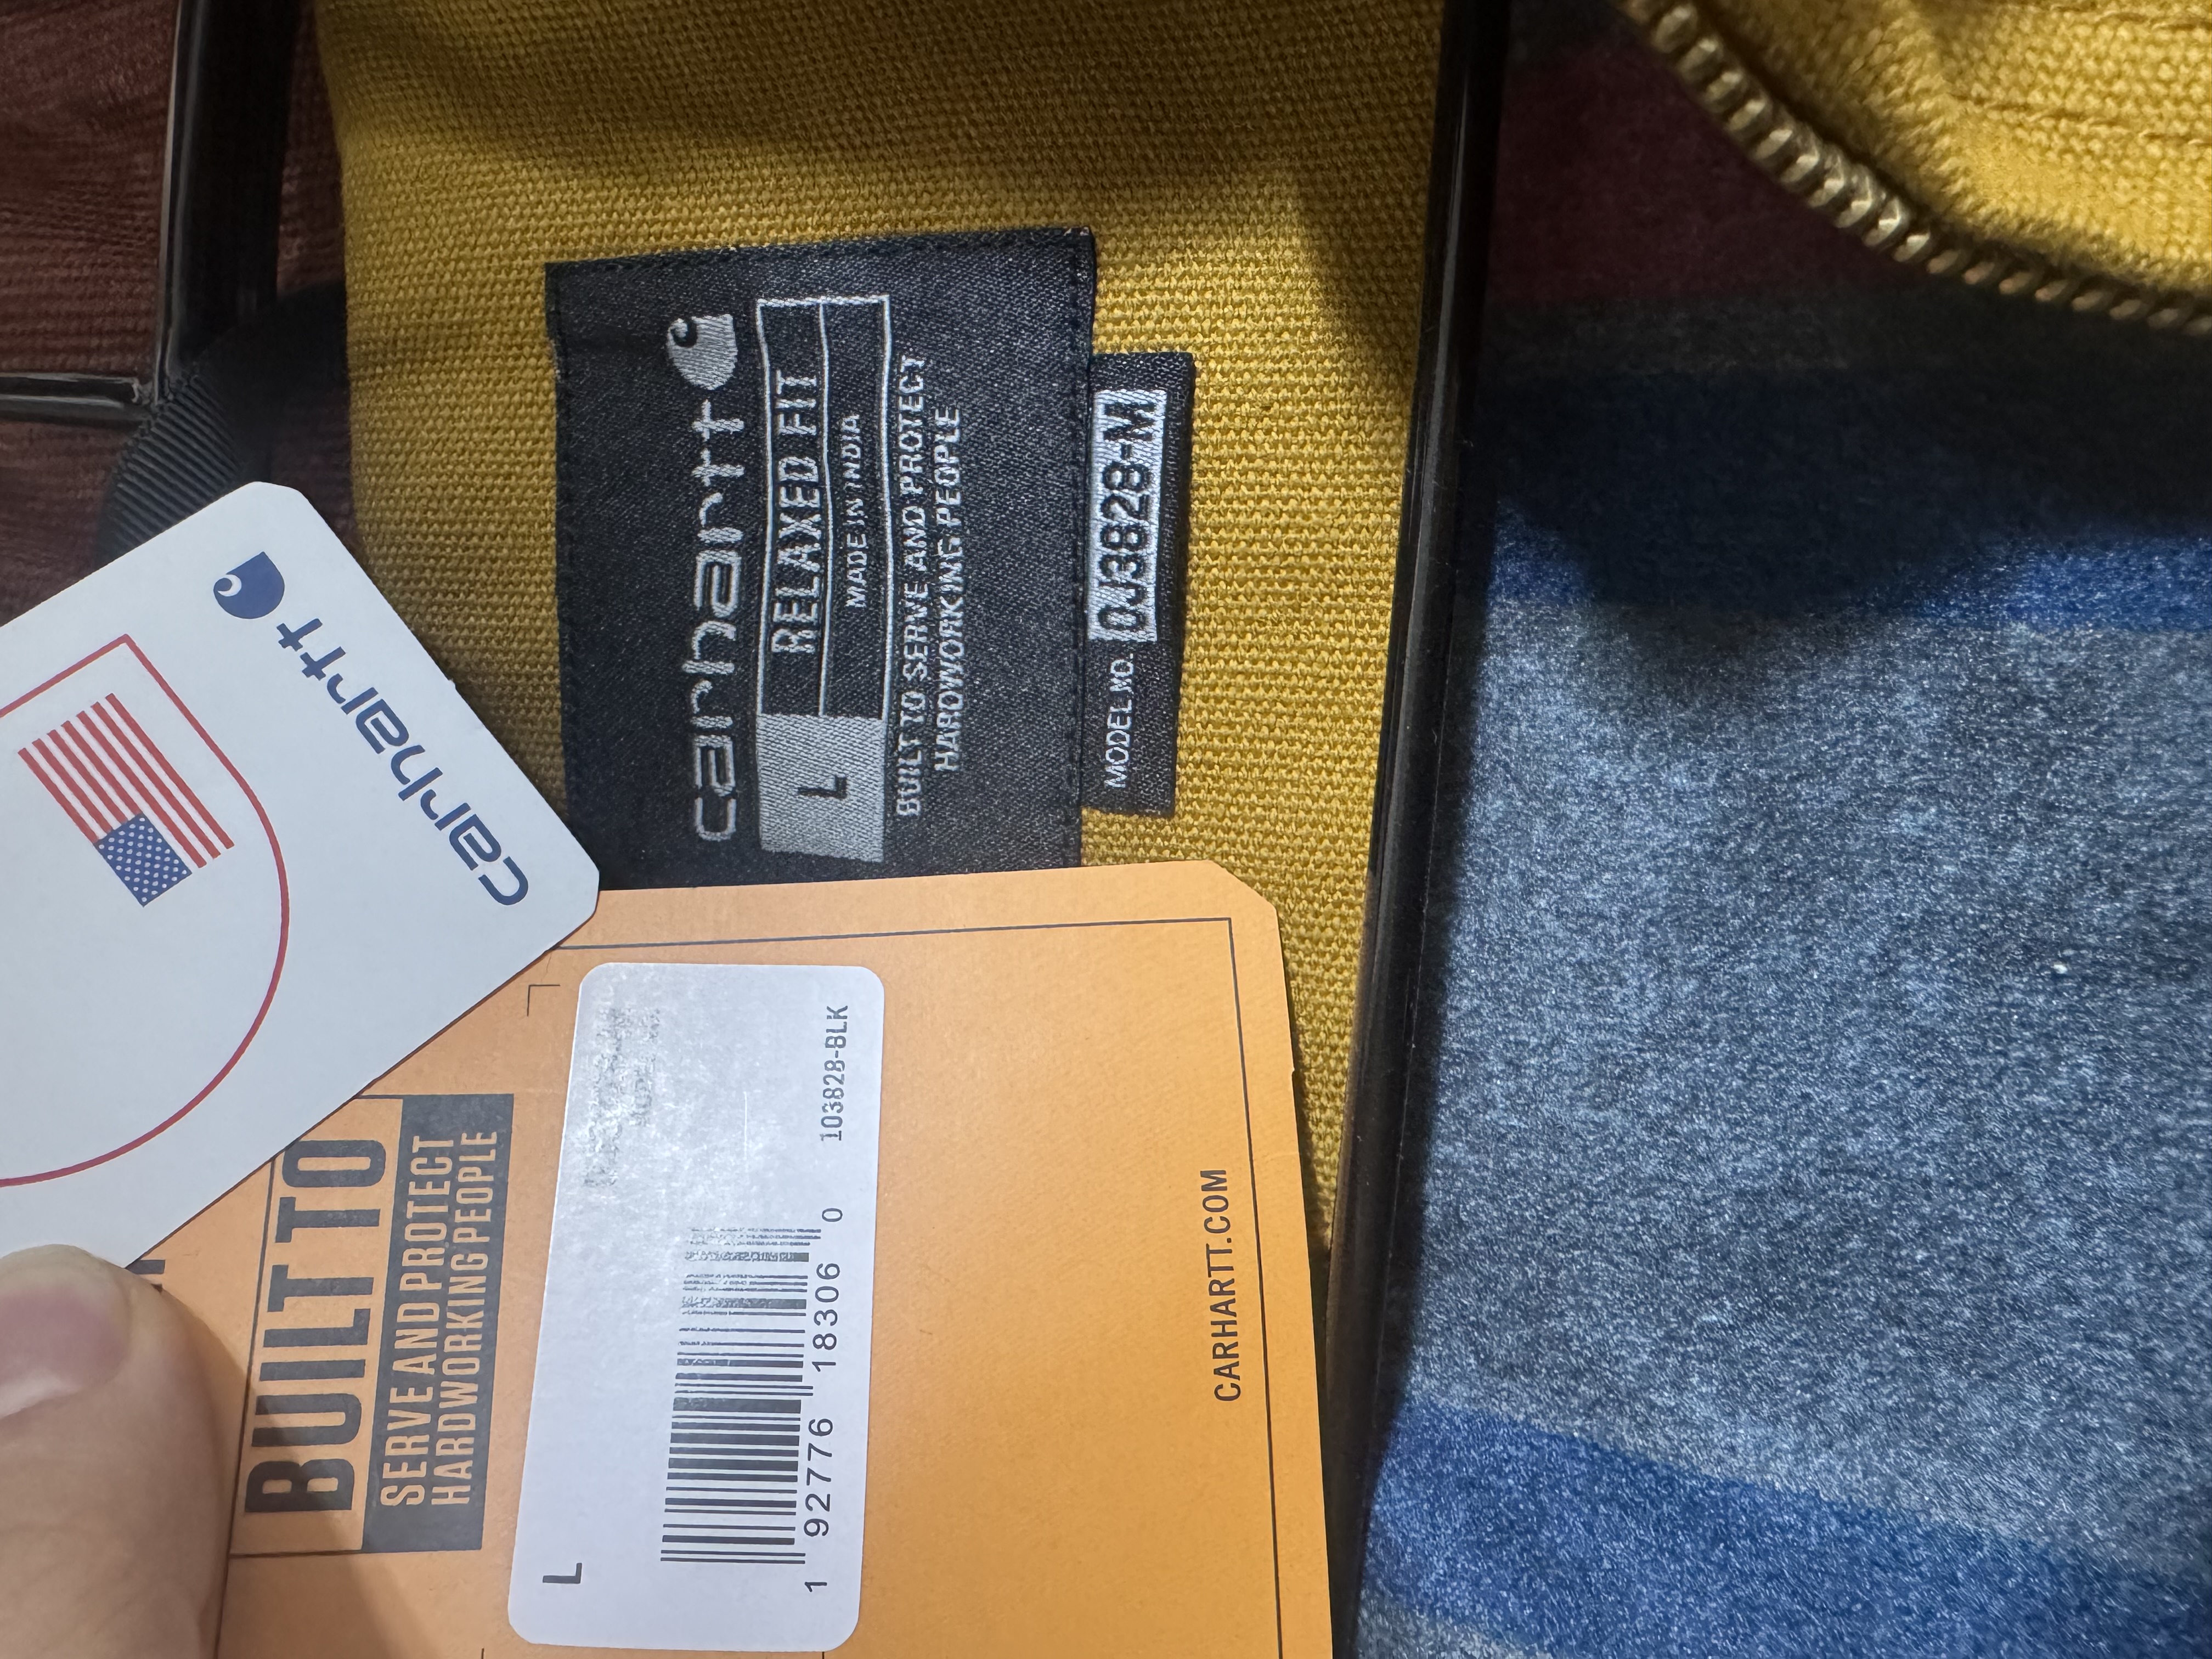 carhartt
RELAXED FIT
L
MADE IN INDIA
BUILT TO SERVE AND PROTECT
HARDWORKING PEOPLE
MODEL NO. OJ3828-M
carhartt
BUILT TO
SERVE AND PROTECT
HARDWORKING PEOPLE
L
1 92776 18306 0
103828-BLK
CARHARTT.COM